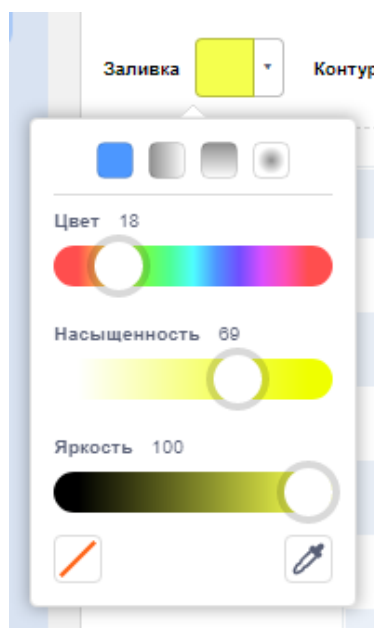 Заливка
Контур
Цвет 18
Насыщенность 69
Яркость 100